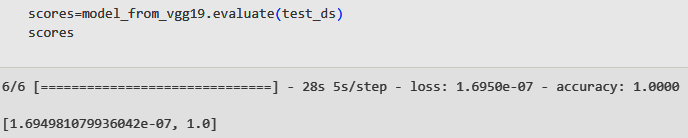 scores=model_from_vgg19.evaluate(test_ds)
scores
6/6 [==============================] - 28s 5s/step - loss: 1.6950e-07 - accuracy: 1.0000
[1.694981079936042e-07, 1.0]